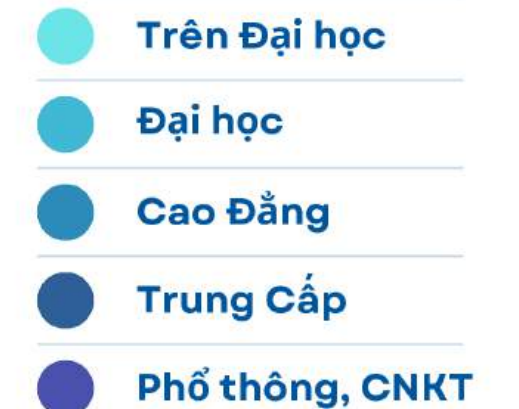 Trên Đại học
Đại học
Cao Đẳng
Trung Cấp
Phổ thông, CNKT